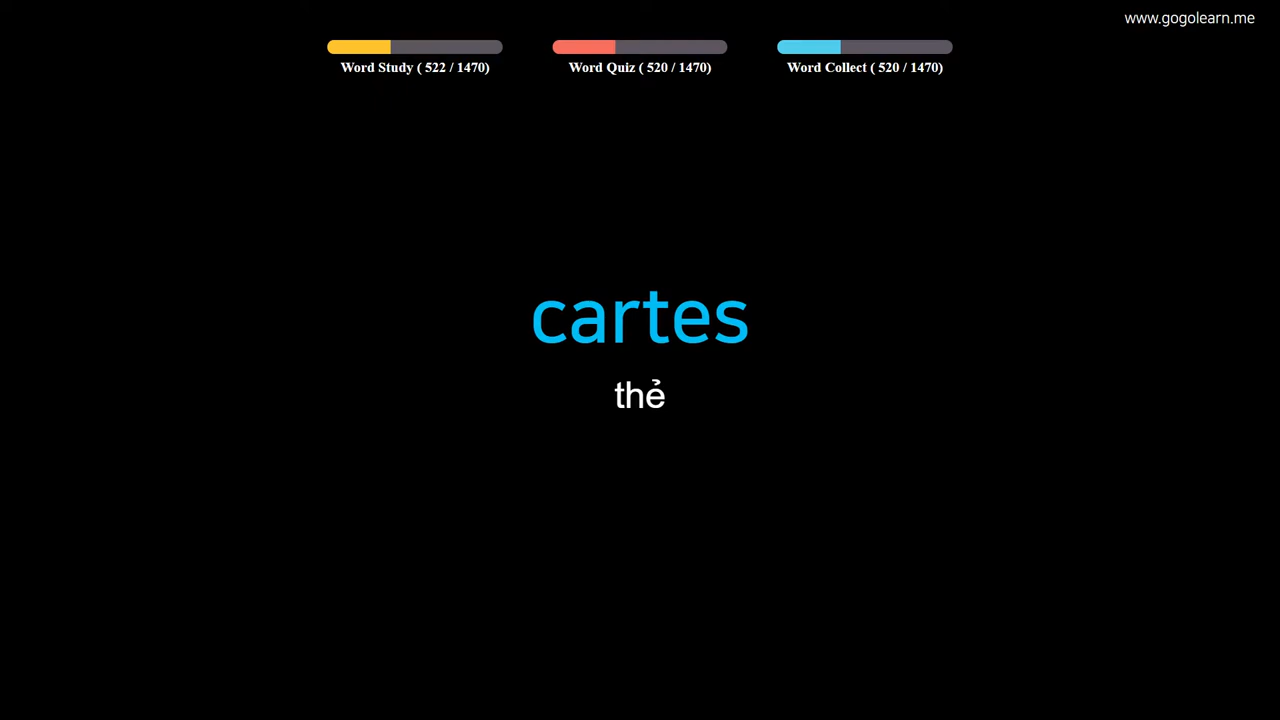 www.gogolearn.me
Word Study ( 522 / 1470)
Word Quiz ( 520 / 1470)
Word Collect ( 520 / 1470)
cartes
thẻ